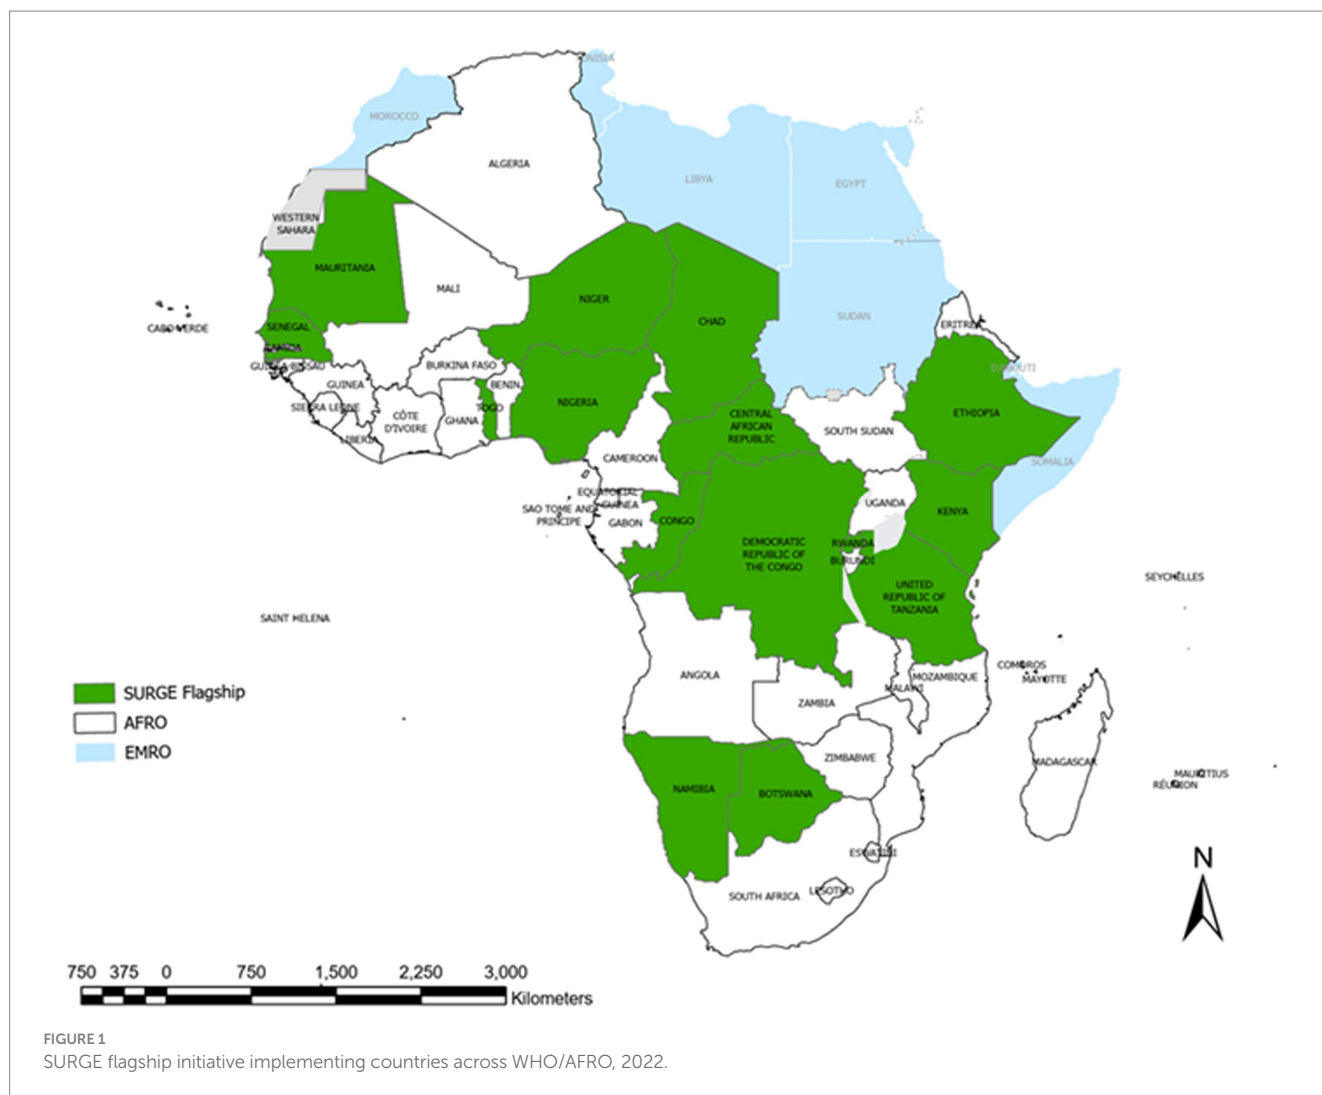 TUNISIA
MOROCCO
ALGERIA
LIBYA
EGYPT
WESTERN
SAHARA
MAURITANIA
MALI
NIGER
CHAD
SUDAN
CABO VERDE
SENEGAL
ERITREA
GAMBIA
GUINEA-BISSAU
BURKINA FASO
DJIBOUTI
GUINEA
BENIN
SIERRA LEONE
TOGO
NIGERIA
CÔTE
D'IVOIRE
GHANA
CENTRAL
AFRICAN
REPUBLIC
ETHIOPIA
SOUTH SUDAN
LIBERIA
CAMEROON
SOMALIA
EQUATORIAL
GUINEA
SAO TOME AND
PRINCIPE
GABON
CONGO
UGANDA
KENYA
DEMOCRATIC
REPUBLIC OF
THE CONGO
RWANDA
BURUNDI
UNITED
REPUBLIC OF
TANZANIA
SEYCHELLES
SAINT HELENA
ANGOLA
COMOROS
MAYOTTE
MOZAMBIQUE
MALAWI
ZAMBIA
ZIMBABWE
MADAGASCAR
MAURITIUS
RÉUNION
NAMIBIA
BOTSWANA
ESWATINI
LESOTHO
SOUTH AFRICA
SURGE Flagship
AFRO
EMRO
N
750 375 0 750 1,500 2,250 3,000
Kilometers
FIGURE 1
SURGE flagship initiative implementing countries across WHO/AFRO, 2022.